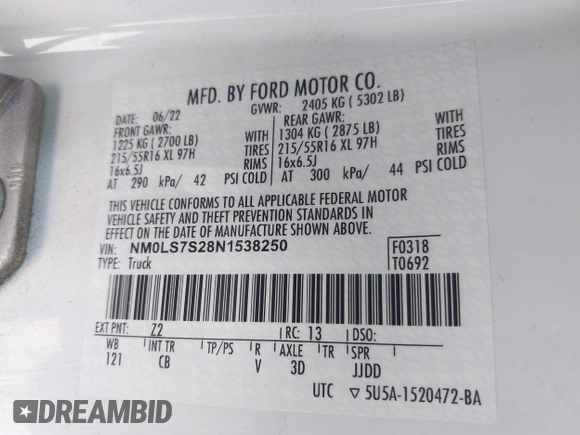 MFD. BY FORD MOTOR CO.
DATE: 06/22 GVWR: 2405 KG ( 5302 LB)
FRONT GAWR: REAR GAWR:
1225 KG ( 2700 LB) WITH 1304 KG ( 2875 LB) WITH
215/55R16 XL 97H TIRES 215/55R16 XL 97H TIRES
16x6.5J RIMS 16x6.5J RIMS
AT 290 kPa/ 42 PSI COLD AT 300 kPa/ 44 PSI COLD
THIS VEHICLE CONFORMS TO ALL APPLICABLE FEDERAL MOTOR
VEHICLE SAFETY AND THEFT PREVENTION STANDARDS IN
EFFECT ON THE DATE OF MANUFACTURE SHOWN ABOVE.
VIN: NM0LS7S28N1538250 F0318
TYPE: Truck T0692
EXT PNT: Z2 RC: 13 DSO:
WB INT TR TP/PS R AXLE TR SPR
121 CB V 3D JJDD
UTC ▽ 5U5A-1520472-BA
DREAMBID
SALVAGE & USED CARS